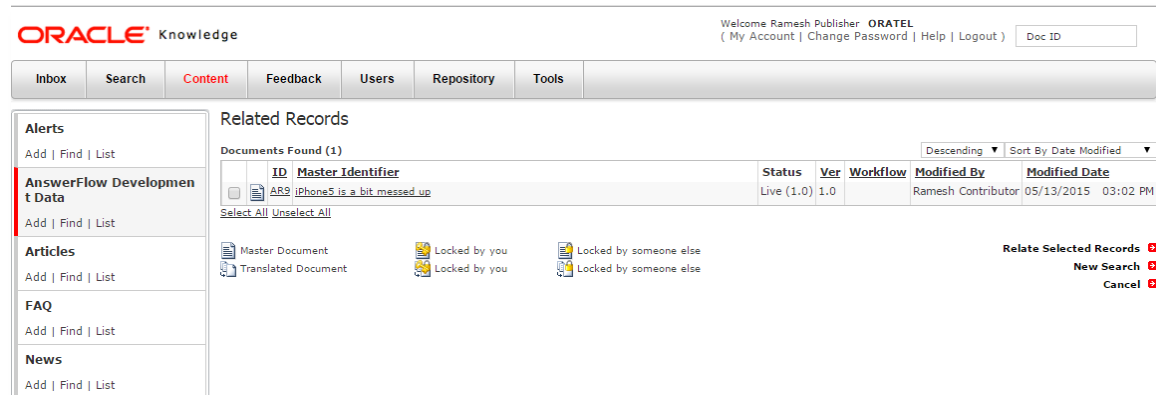 ORACLE Knowledge
Welcome Ramesh Publisher ORATEL
( My Account | Change Password | Help | Logout ) Doc ID
Inbox Search Content Feedback Users Repository Tools
Alerts
Add | Find | List
AnswerFlow Developmen
t Data
Add | Find | List
Articles
Add | Find | List
FAQ
Add | Find | List
News
Add | Find | List
Related Records
Documents Found (1) Descending Sort By Date Modified
ID Master Identifier Status Ver Workflow Modified By Modified Date
AR9 iPhone5 is a bit messed up Live (1.0) 1.0 Ramesh Contributor 05/13/2015 03:02 PM
Select All Unselect All
Master Document Locked by you Locked by someone else
Translated Document Locked by you Locked by someone else
Relate Selected Records
New Search
Cancel